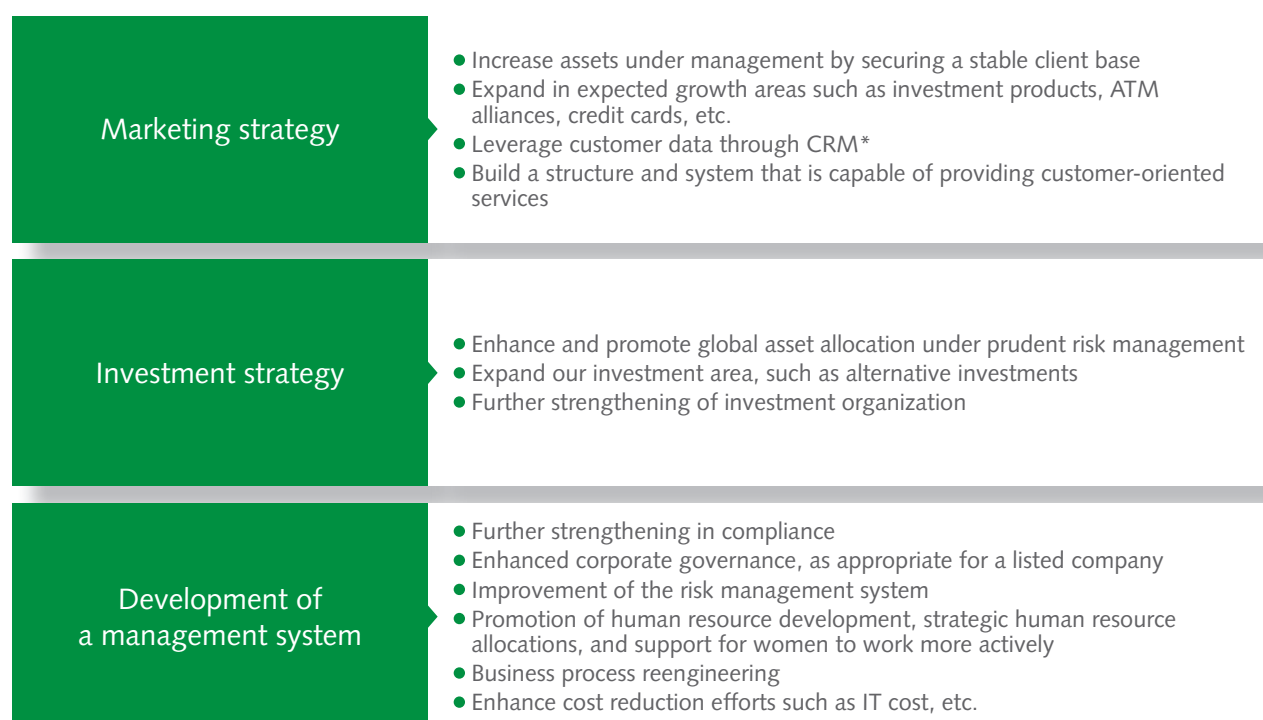 Marketing strategy
● Increase assets under management by securing a stable client base
● Expand in expected growth areas such as investment products, ATM
alliances, credit cards, etc.
● Leverage customer data through CRM*
● Build a structure and system that is capable of providing customer-oriented
services
Investment strategy
● Enhance and promote global asset allocation under prudent risk management
● Expand our investment area, such as alternative investments
● Further strengthening of investment organization
Development of
a management system
● Further strengthening in compliance
● Enhanced corporate governance, as appropriate for a listed company
● Improvement of the risk management system
● Promotion of human resource development, strategic human resource
allocations, and support for women to work more actively
● Business process reengineering
● Enhance cost reduction efforts such as IT cost, etc.